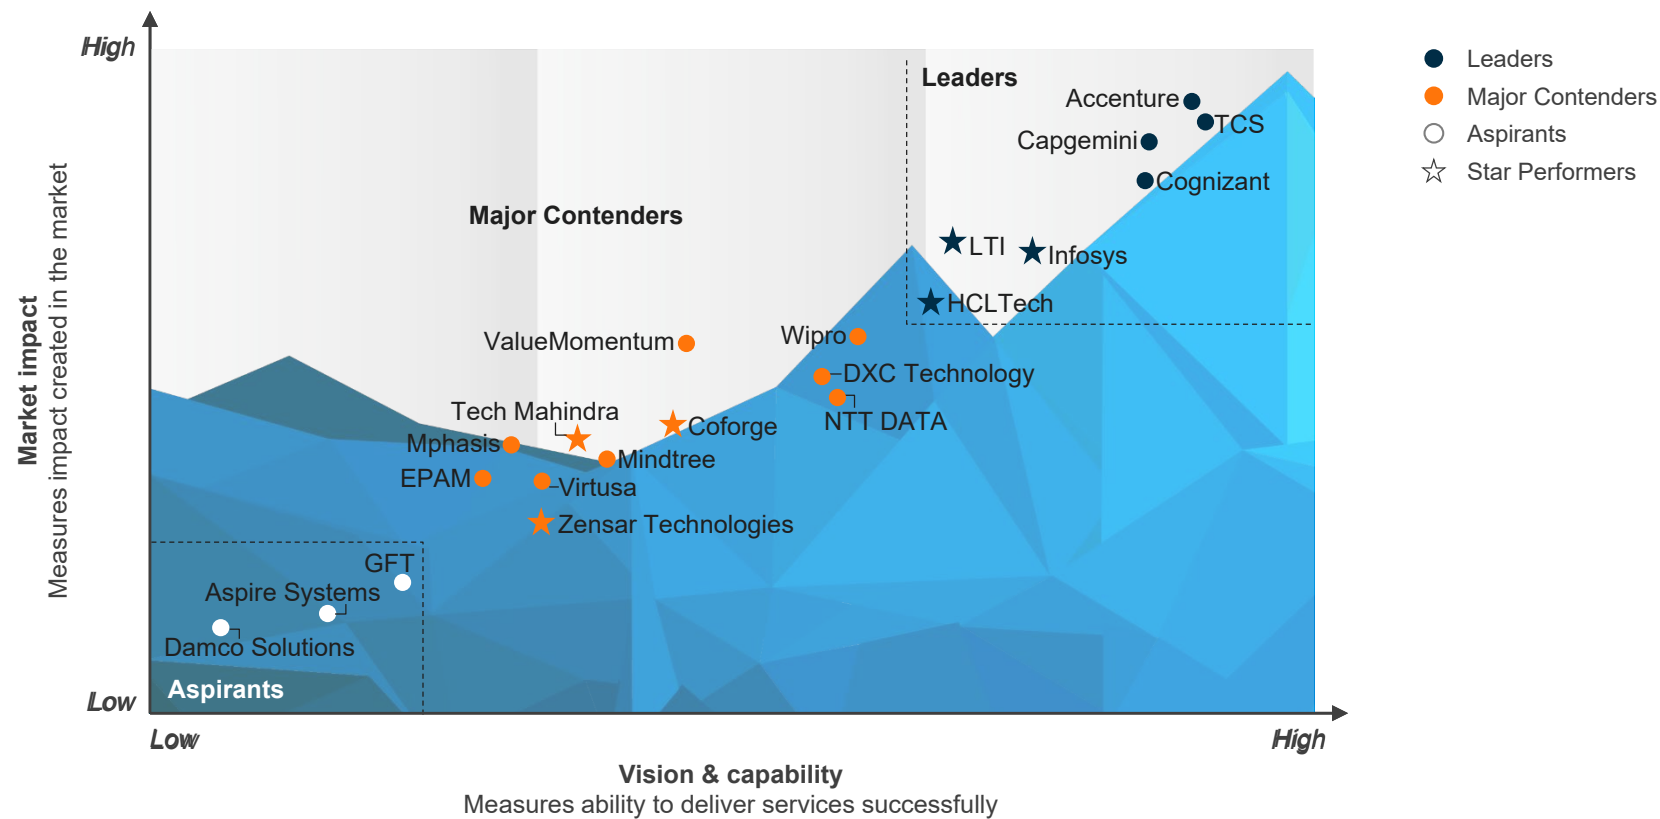 High
Leaders
Accenture
TCS
Capgemini
Cognizant
Major Contenders
LTI
Infosys
HCLTech
ValueMomentum
Wipro
DXC Technology
NTT DATA
Tech Mahindra
Coforge
Mphasis
Mindtree
EPAM
Virtusa
Zensar Technologies
GFT
Aspire Systems
Damco Solutions
Aspirants
Low
Market impact
Measures impact created in the market
Low
High
Vision & capability
Measures ability to deliver services successfully
Leaders
Major Contenders
Aspirants
Star Performers